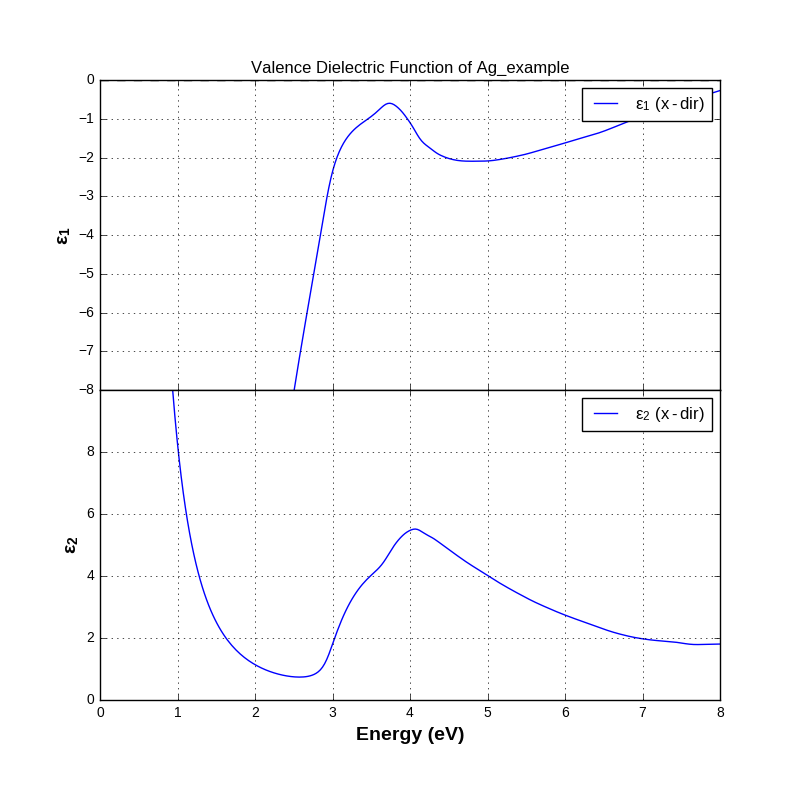 Valence Dielectric Function of Ag_example
0
−1
−2
−3
−4
−5
−6
−7
−8
ε1
ε1 (x-dir)
8
6
4
2
0
ε2
ε2 (x-dir)
0 1 2 3 4 5 6 7 8
Energy (eV)